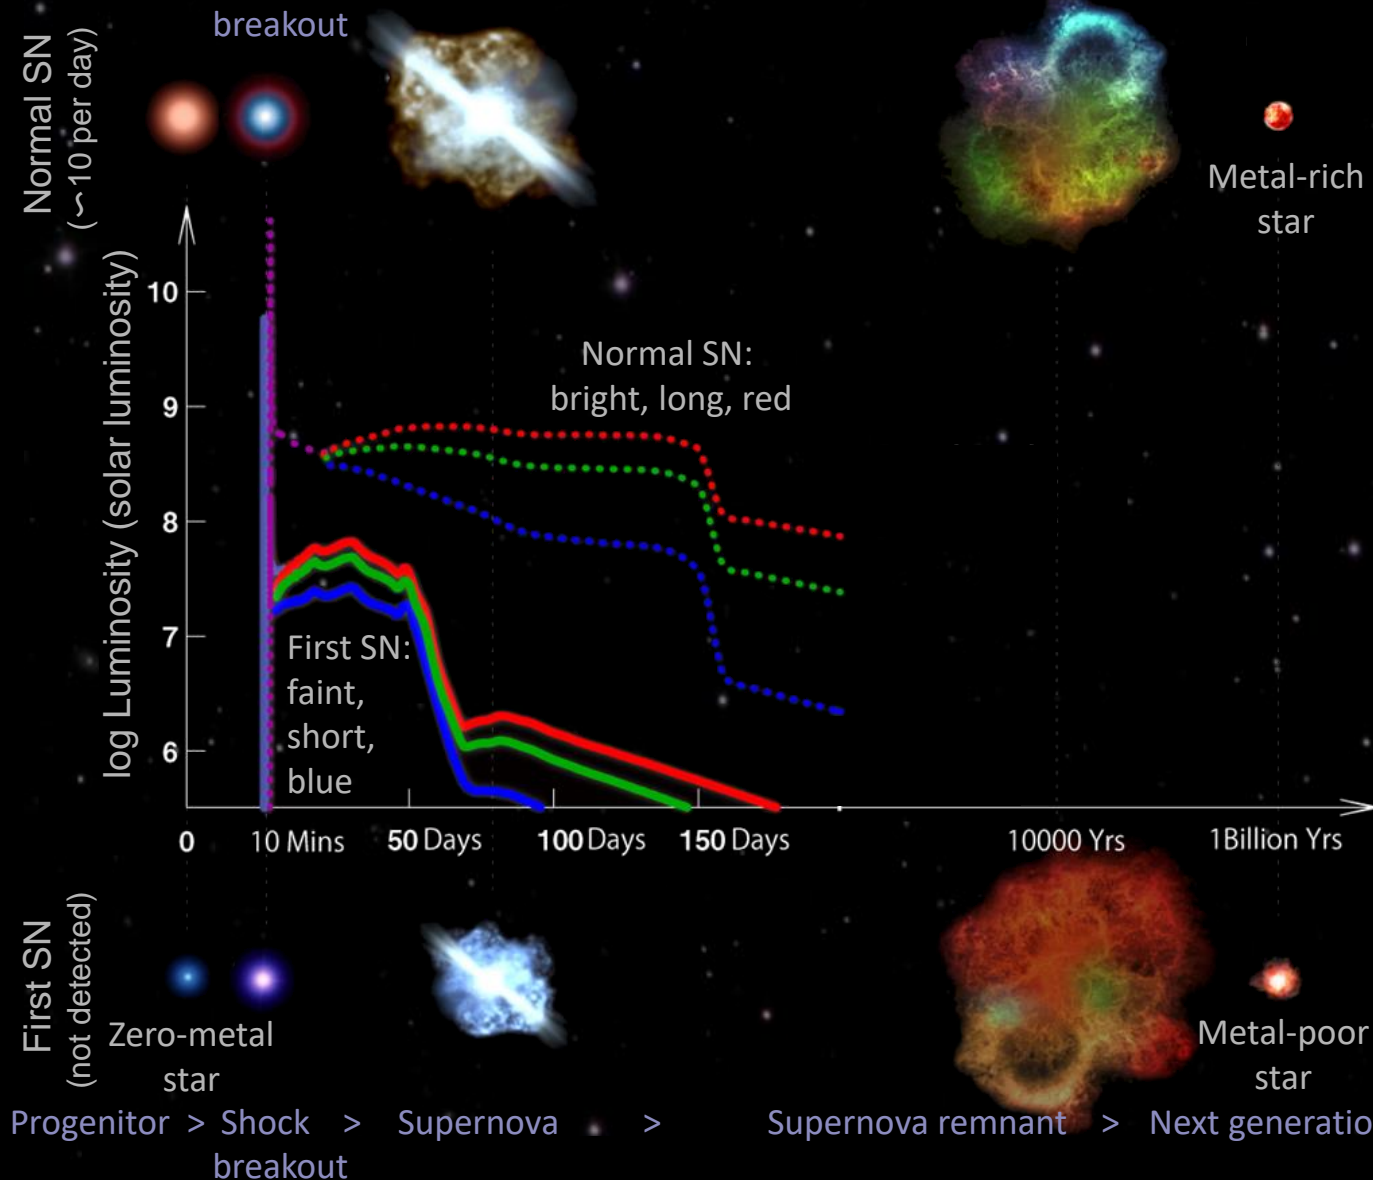 breakout
Normal SN
(~10 per day)
Metal-rich
star
log Luminosity (solar luminosity)
10
9
8
7
6
Normal SN:
bright, long, red
First SN:
faint,
short,
blue
0 10 Mins 50 Days 100 Days 150 Days 10000 Yrs 1Billion Yrs
First SN
(not detected)
Zero-metal
star
Metal-poor
star
Progenitor > Shock > Supernova > Supernova remnant > Next generatio
breakout